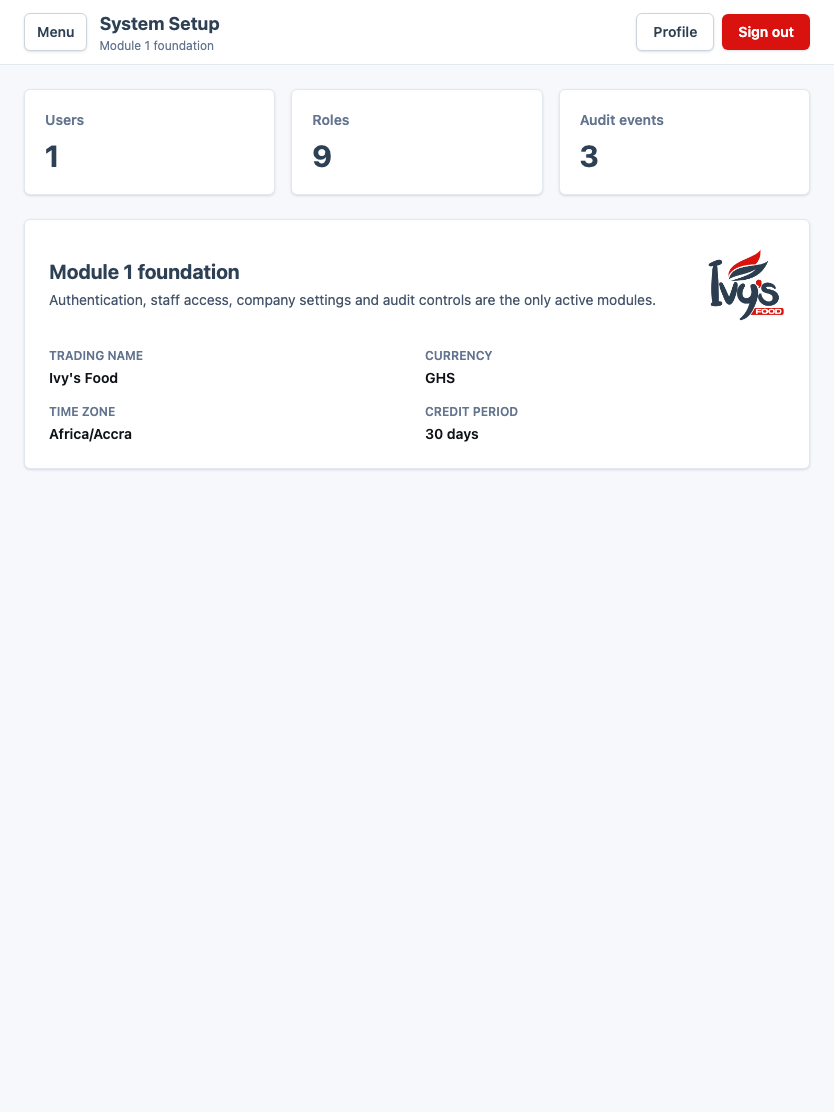 Menu
System Setup
Module 1 foundation
Profile
Sign out
Users
1
Roles
9
Audit events
3
Module 1 foundation
Authentication, staff access, company settings and audit controls are the only active modules.
Ivy's
FOOD
TRADING NAME
Ivy's Food
CURRENCY
GHS
TIME ZONE
Africa/Accra
CREDIT PERIOD
30 days